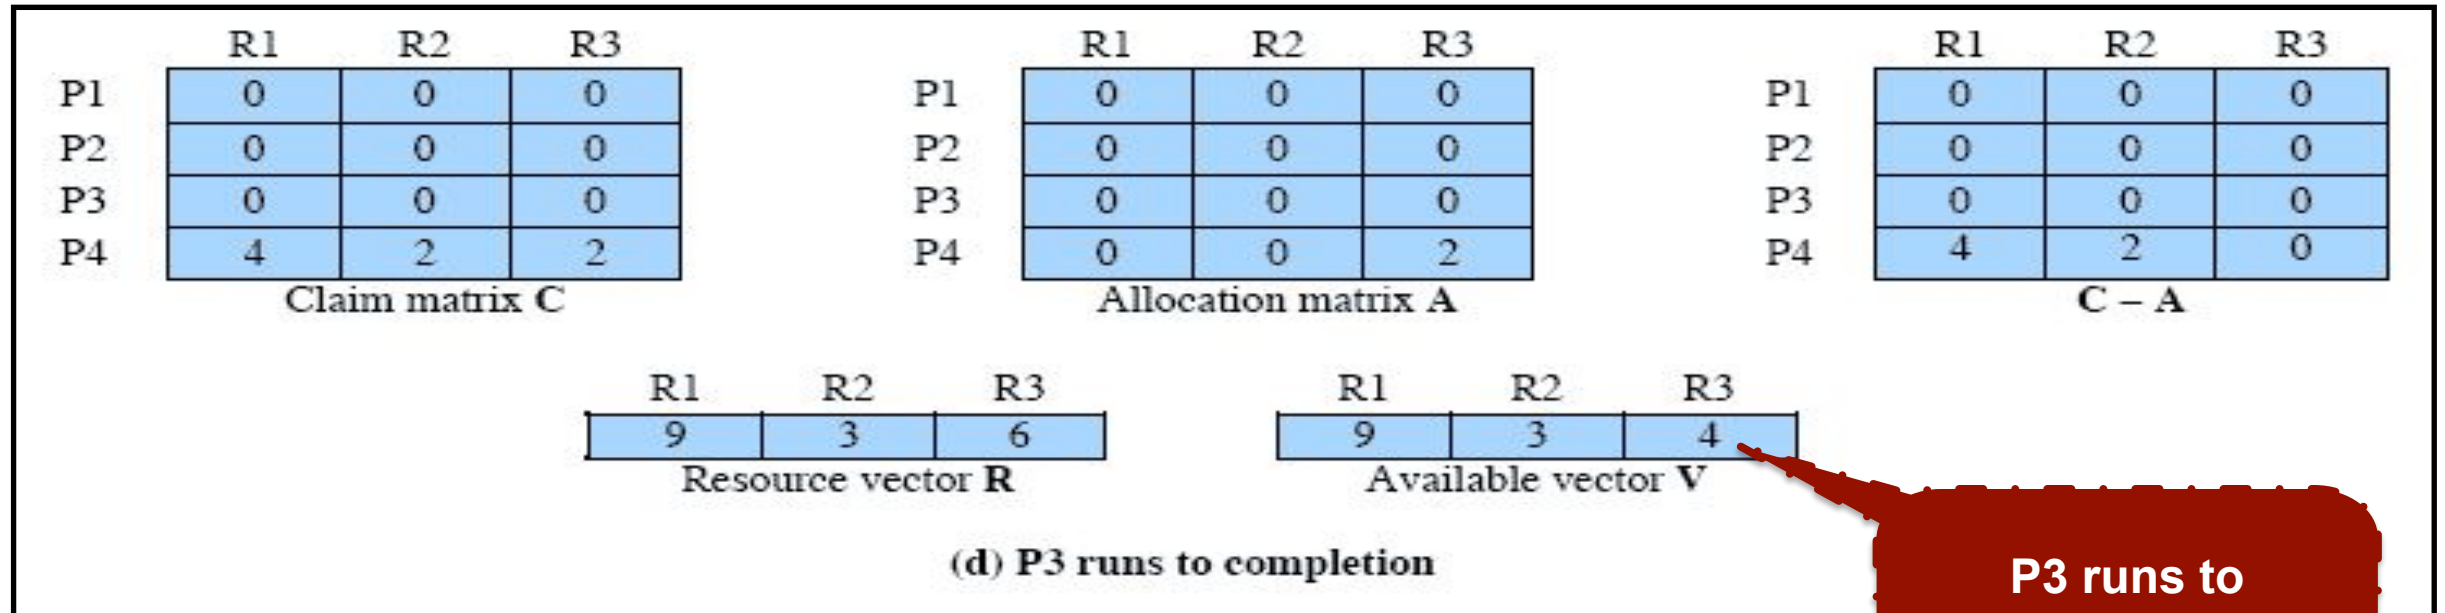 R1 R2 R3 R1 R2 R3 R1 R2 R3
P1 0 0 0 P1 0 0 0 P1 0 0 0
P2 0 0 0 P2 0 0 0 P2 0 0 0
P3 0 0 0 P3 0 0 0 P3 0 0 0
P4 4 2 2 P4 0 0 2 P4 4 2 0
Claim matrix C Allocation matrix A C – A
R1 R2 R3 R1 R2 R3
9 3 6 9 3 4
Resource vector R Available vector V
(d) P3 runs to completion
P3 runs to